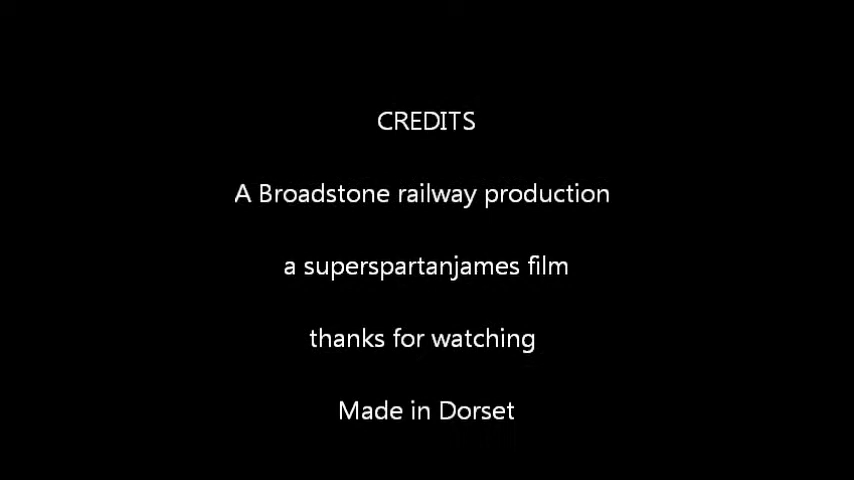 CREDITS
A Broadstone railway production
a superspartanjames film
thanks for watching
Made in Dorset